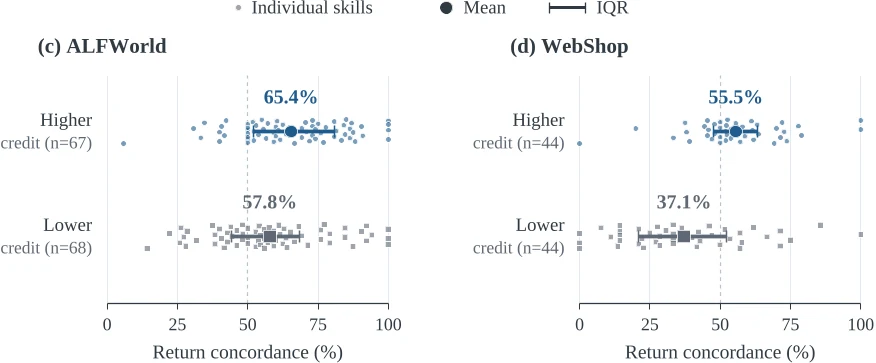 Individual skills Mean IQR
(c) ALFWorld
65.4%
Higher
credit (n=67)
57.8%
Lower
credit (n=68)
0 25 50 75 100
Return concordance (%)
(d) WebShop
55.5%
Higher
credit (n=44)
37.1%
Lower
credit (n=44)
0 25 50 75 100
Return concordance (%)